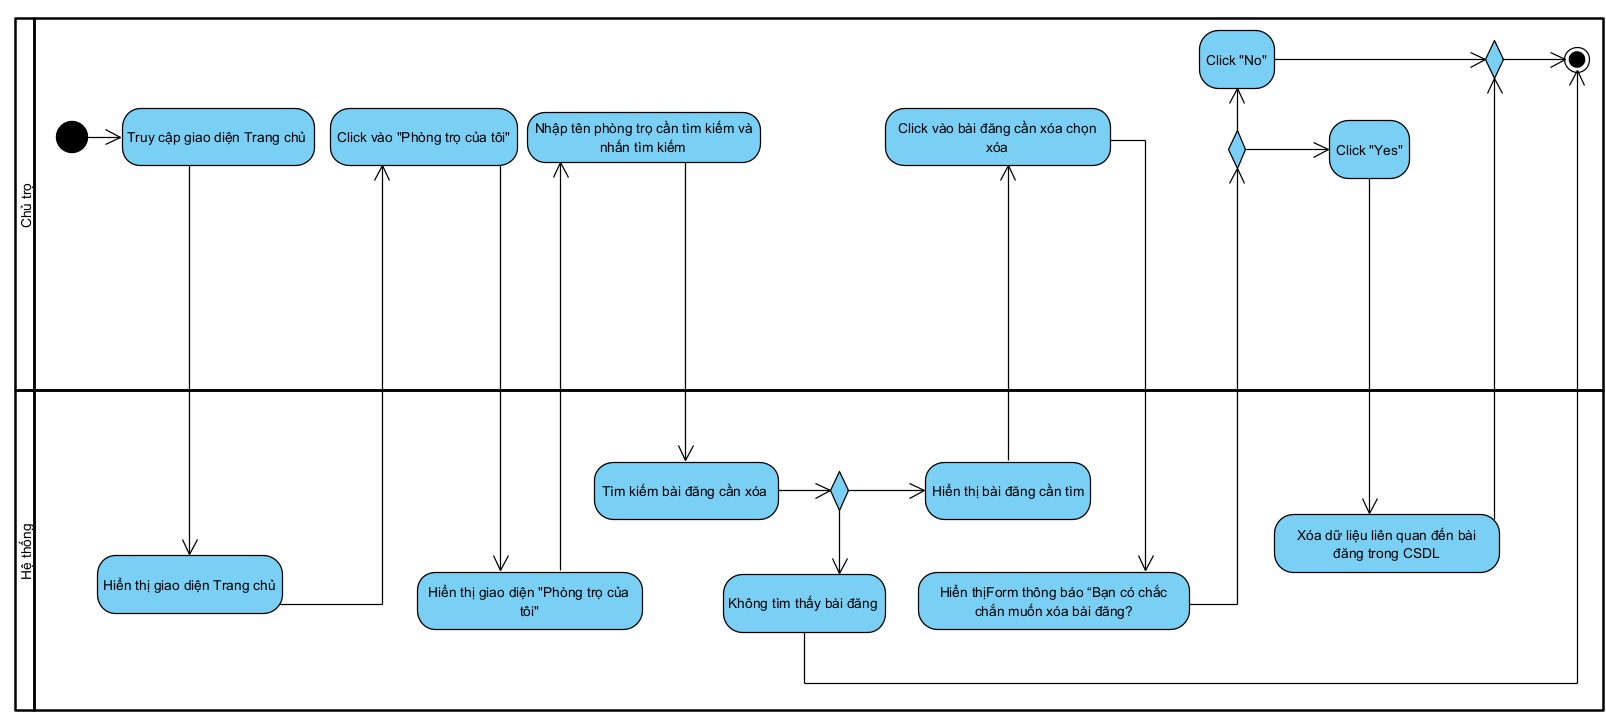 Chủ trọ
Truy cập giao diện Trang chủ
Click vào "Phòng trọ của tôi"
Nhập tên phòng trọ cần tìm kiếm và
nhấn tìm kiếm
Click vào bài đăng cần xóa chọn
xóa
Click "No"
Click "Yes"
Hệ thống
Hiển thị giao diện Trang chủ
Hiển thị giao diện "Phòng trọ của
tôi"
Tìm kiếm bài đăng cần xóa
Hiển thị bài đăng cần tìm
Không tìm thấy bài đăng
Hiển thịForm thông báo “Bạn có chắc
chắn muốn xóa bài đăng?
Xóa dữ liệu liên quan đến bài
đăng trong CSDL